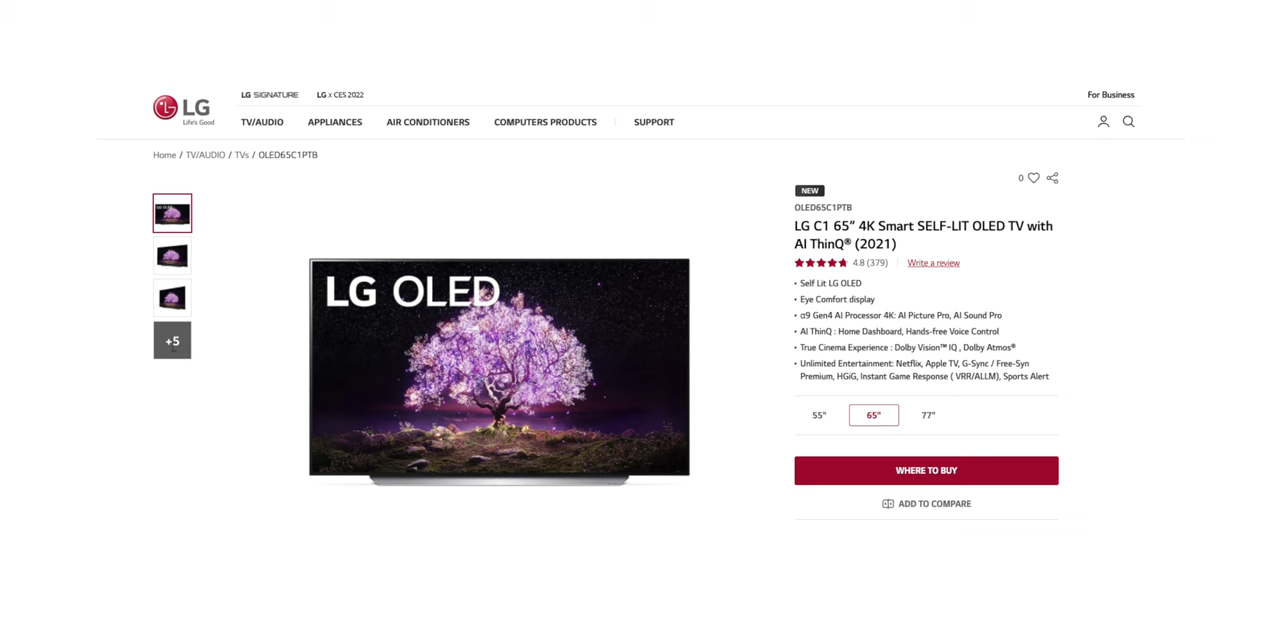 LG SIGNATURE LG x CES 2022 For Business
LG
Life's Good
TV/AUDIO APPLIANCES AIR CONDITIONERS COMPUTERS PRODUCTS SUPPORT
Home / TV/AUDIO / TVs / OLED65C1PTB
0
NEW
OLED65C1PTB
LG C1 65” 4K Smart SELF-LIT OLED TV with
AI ThinQ® (2021)
4.8 (379) Write a review
• Self Lit LG OLED
• Eye Comfort display
• α9 Gen4 AI Processor 4K: AI Picture Pro, AI Sound Pro
• AI ThinQ : Home Dashboard, Hands-free Voice Control
• True Cinema Experience : Dolby Vision™ IQ , Dolby Atmos®
• Unlimited Entertainment: Netflix, Apple TV, G-Sync / Free-Syn
Premium, HGiG, Instant Game Response ( VRR/ALLM), Sports Alert
LG OLED
LG OLED
+5
55" 65" 77"
WHERE TO BUY
ADD TO COMPARE